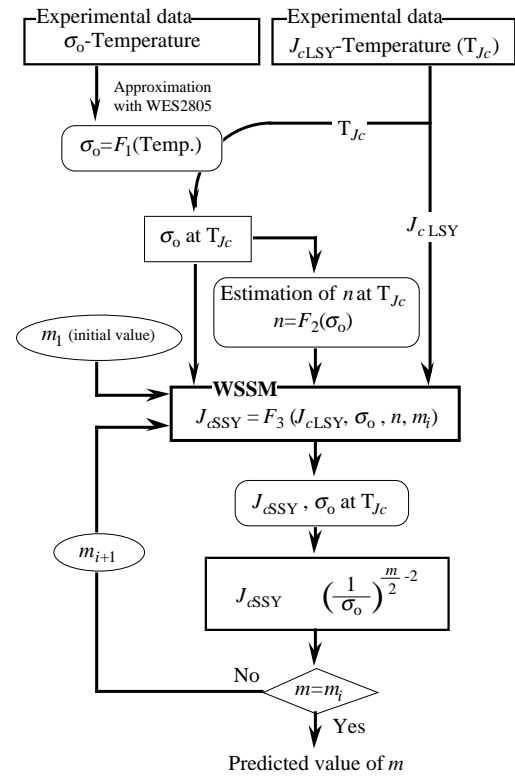 Experimental data
σo-Temperature
Experimental data
JcLSY-Temperature (TJc)
Approximation
with WES2805
TJc
σo=F1(Temp.)
σo at TJc
Jc LSY
Estimation of n at TJc
n=F2(σo)
m1 (initial value)
WSSM
JcSSY = F3 (JcLSY, σo , n, mi)
JcSSY , σo at TJc
mi+1
JcSSY (1/σo)^m/2 -2
No
m=mi
Yes
Predicted value of m